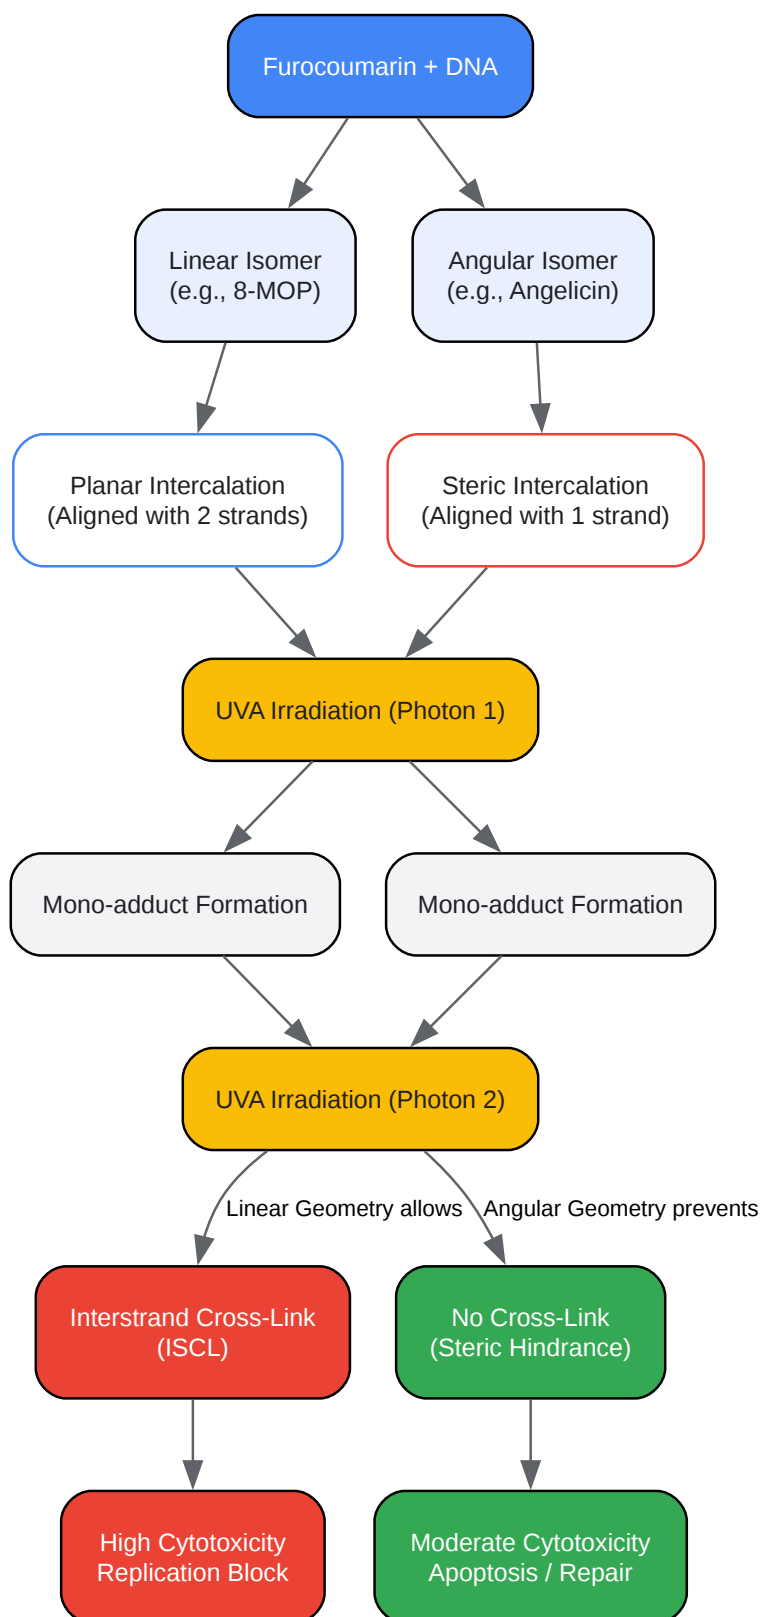 Furocoumarin + DNA
Linear Isomer
(e.g., 8-MOP)
Angular Isomer
(e.g., Angelicin)
Planar Intercalation
(Aligned with 2 strands)
Steric Intercalation
(Aligned with 1 strand)
UVA Irradiation (Photon 1)
Mono-adduct Formation
Mono-adduct Formation
UVA Irradiation (Photon 2)
Linear Geometry allows
Angular Geometry prevents
Interstrand Cross-Link
(ISCL)
No Cross-Link
(Steric Hindrance)
High Cytotoxicity
Replication Block
Moderate Cytotoxicity
Apoptosis / Repair